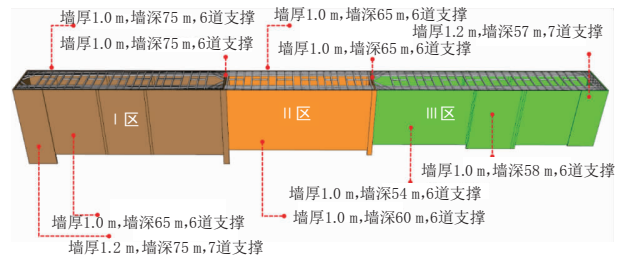 墙厚1.0 m,墙深75 m,6道支撑
墙厚1.0 m,墙深65 m,6道支撑
墙厚1.2 m,墙深57 m,7道支撑
墙厚1.0 m,墙深75 m,6道支撑
墙厚1.0 m,墙深65 m,6道支撑
Ⅰ区
Ⅱ区
Ⅲ区
墙厚1.0 m,墙深58 m,6道支撑
墙厚1.0 m,墙深54 m,6道支撑
墙厚1.0 m,墙深65 m,6道支撑
墙厚1.0 m,墙深60 m,6道支撑
墙厚1.2 m,墙深75 m,7道支撑